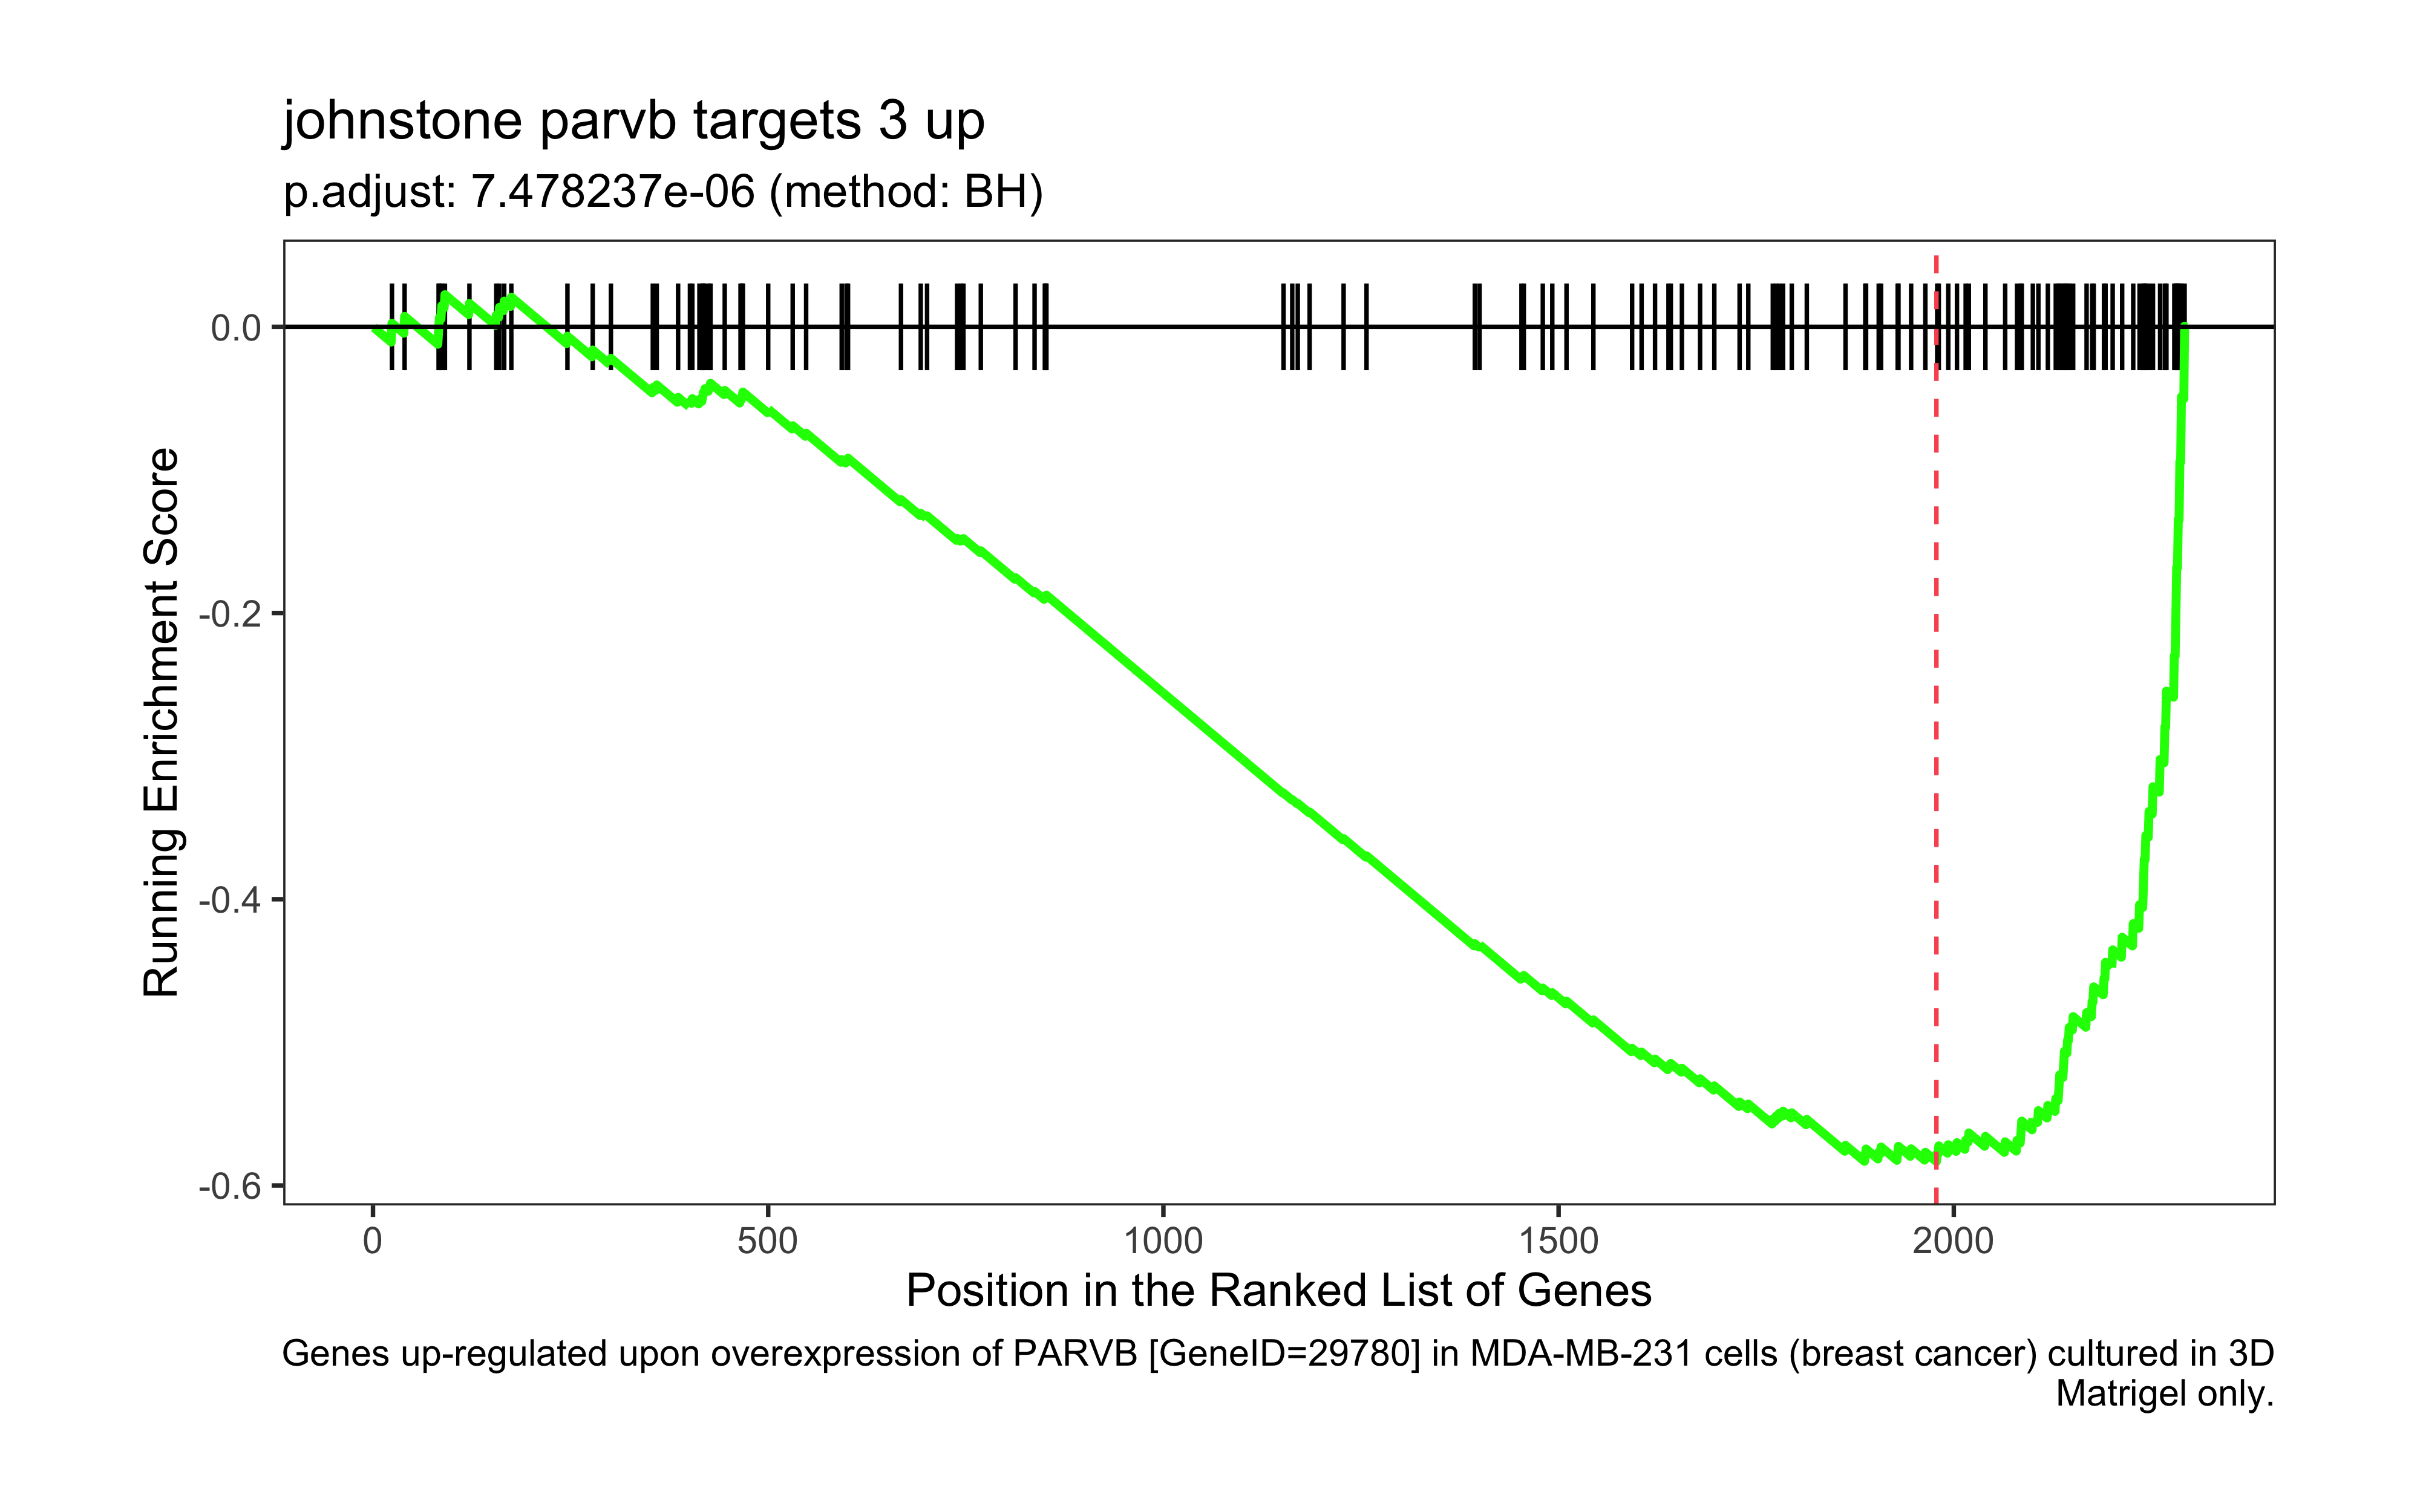 johnstone parvb targets 3 up
p.adjust: 7.478237e-06 (method: BH)
Running Enrichment Score
0.0
-0.2
-0.4
-0.6
0
500
1000
1500
2000
Position in the Ranked List of Genes
Genes up-regulated upon overexpression of PARVB [GeneID=29780] in MDA-MB-231 cells (breast cancer) cultured in 3D
Matrigel only.